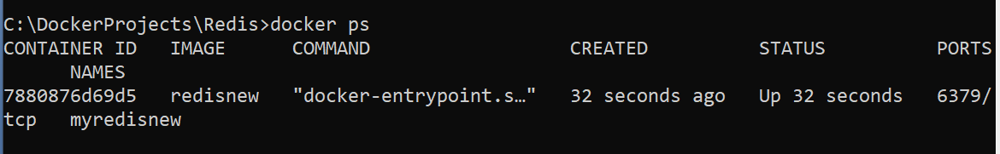 C:\DockerProjects\Redis>docker ps
CONTAINER ID   IMAGE      COMMAND                  CREATED          STATUS          PORTS
      NAMES
7880876d69d5   redisnew   "docker-entrypoint.s…"   32 seconds ago   Up 32 seconds   6379/
tcp   myredisnew